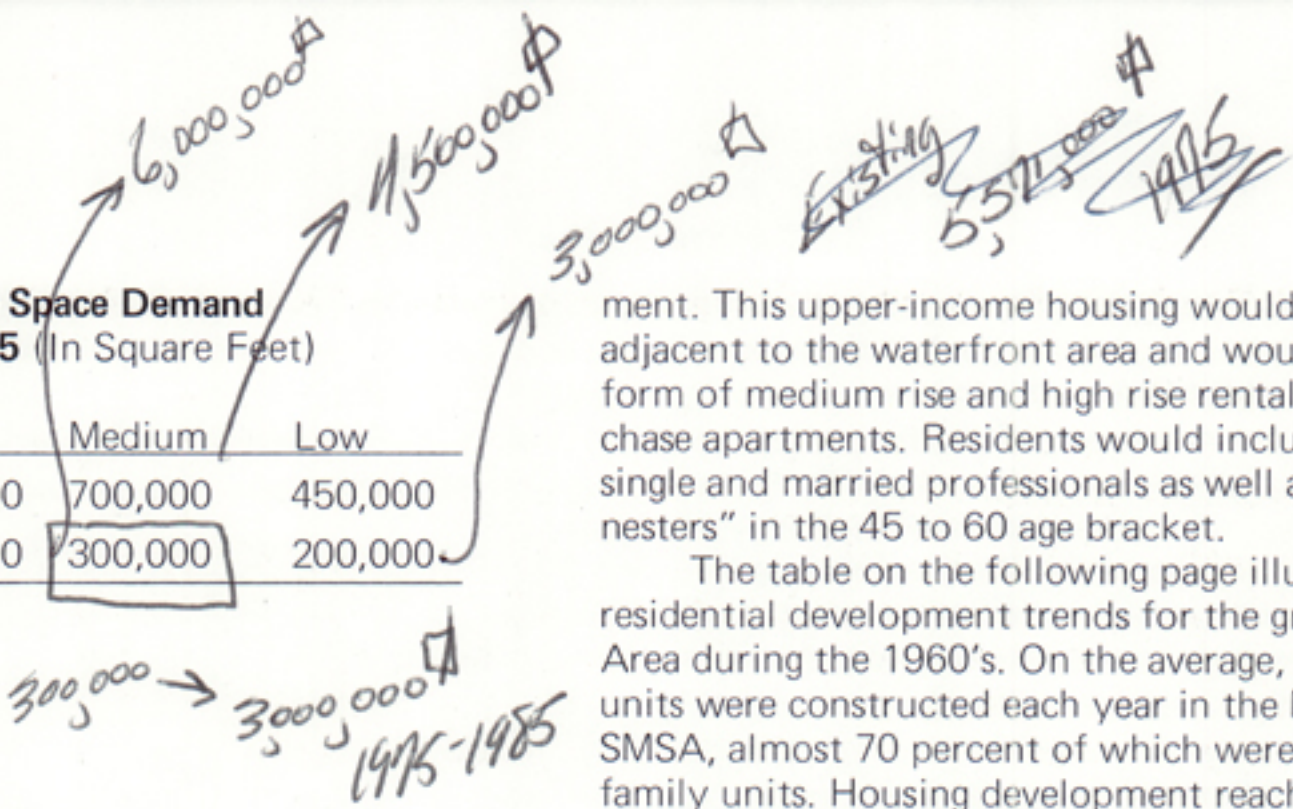 6,000,000
4,500,000
3,000,000
Existing
1975
Space Demand
5 (In Square Feet)
Medium Low
0 700,000 450,000
0 300,000 200,000
300,000 → 3,000,000
1975-1985
ment. This upper-income housing would
adjacent to the waterfront area and wou
form of medium rise and high rise rental
chase apartments. Residents would inclu
single and married professionals as well a
nesters" in the 45 to 60 age bracket.
The table on the following page illu
residential development trends for the g
Area during the 1960's. On the average,
units were constructed each year in the
SMSA, almost 70 percent of which were
family units. Housing development reach